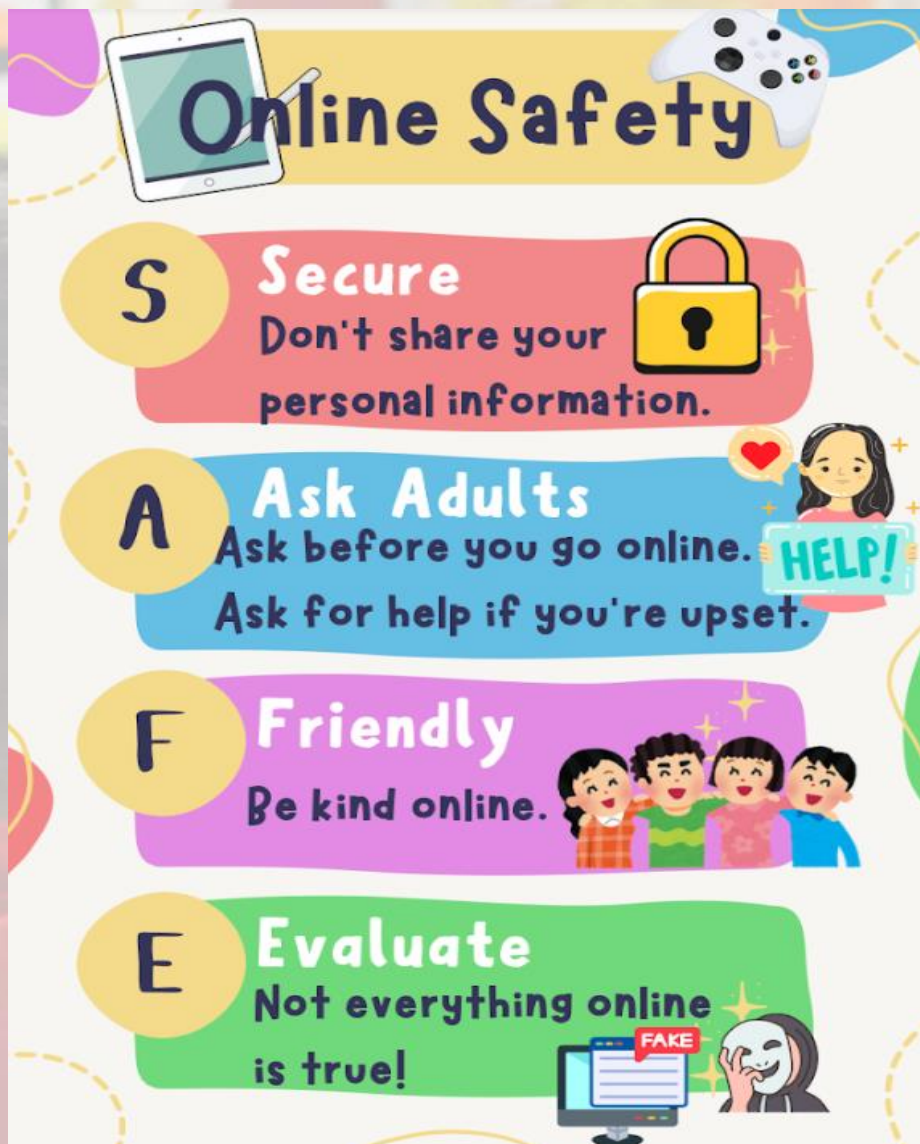 Online Safety
S
Secure
Don't share your
personal information.
A
Ask Adults
Ask before you go online.
HELP!
Ask for help if you're upset.
F
Friendly
Be kind online.
E
Evaluate
Not everything online
is true!
FAKE